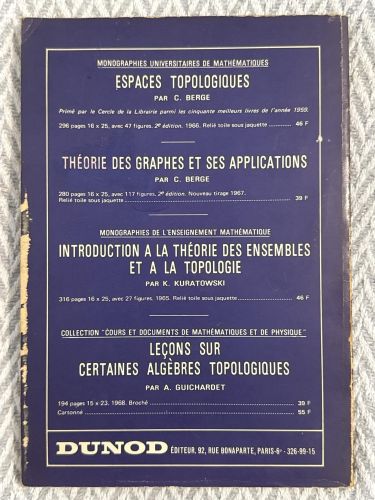 MONOGRAPHIES UNIVERSITAIRES DE MATHÉMATIQUES
ESPACES TOPOLOGIQUES
PAR C. BERGE
Primé par le Cercle de la Librairie parmi les cinquante meilleurs livres de l'année 1959.
296 pages 16 x 25, avec 47 figures. 2e édition. 1966. Relié toile sous jaquette .............. 46 F
THÉORIE DES GRAPHES ET SES APPLICATIONS
PAR C. BERGE
280 pages 16 x 25, avec 117 figures. 2e édition. Nouveau tirage 1967.
Relié toile sous jaquette .............. 39 F
MONOGRAPHIES DE L'ENSEIGNEMENT MATHÉMATIQUE
INTRODUCTION A LA THÉORIE DES ENSEMBLES
ET A LA TOPOLOGIE
PAR K. KURATOWSKI
316 pages 16 x 25, avec 27 figures. 1965. Relié toile sous jaquette .............. 46 F
COLLECTION "COURS ET DOCUMENTS DE MATHÉMATIQUES ET DE PHYSIQUE"
LEÇONS SUR
CERTAINES ALGÈBRES TOPOLOGIQUES
PAR A. GUICHARDET
194 pages 15 x 23. 1968. Broché .............. 39 F
Cartonné .............. 55 F
DUNOD ÉDITEUR, 92, RUE BONAPARTE, PARIS-6e - 326-99-15